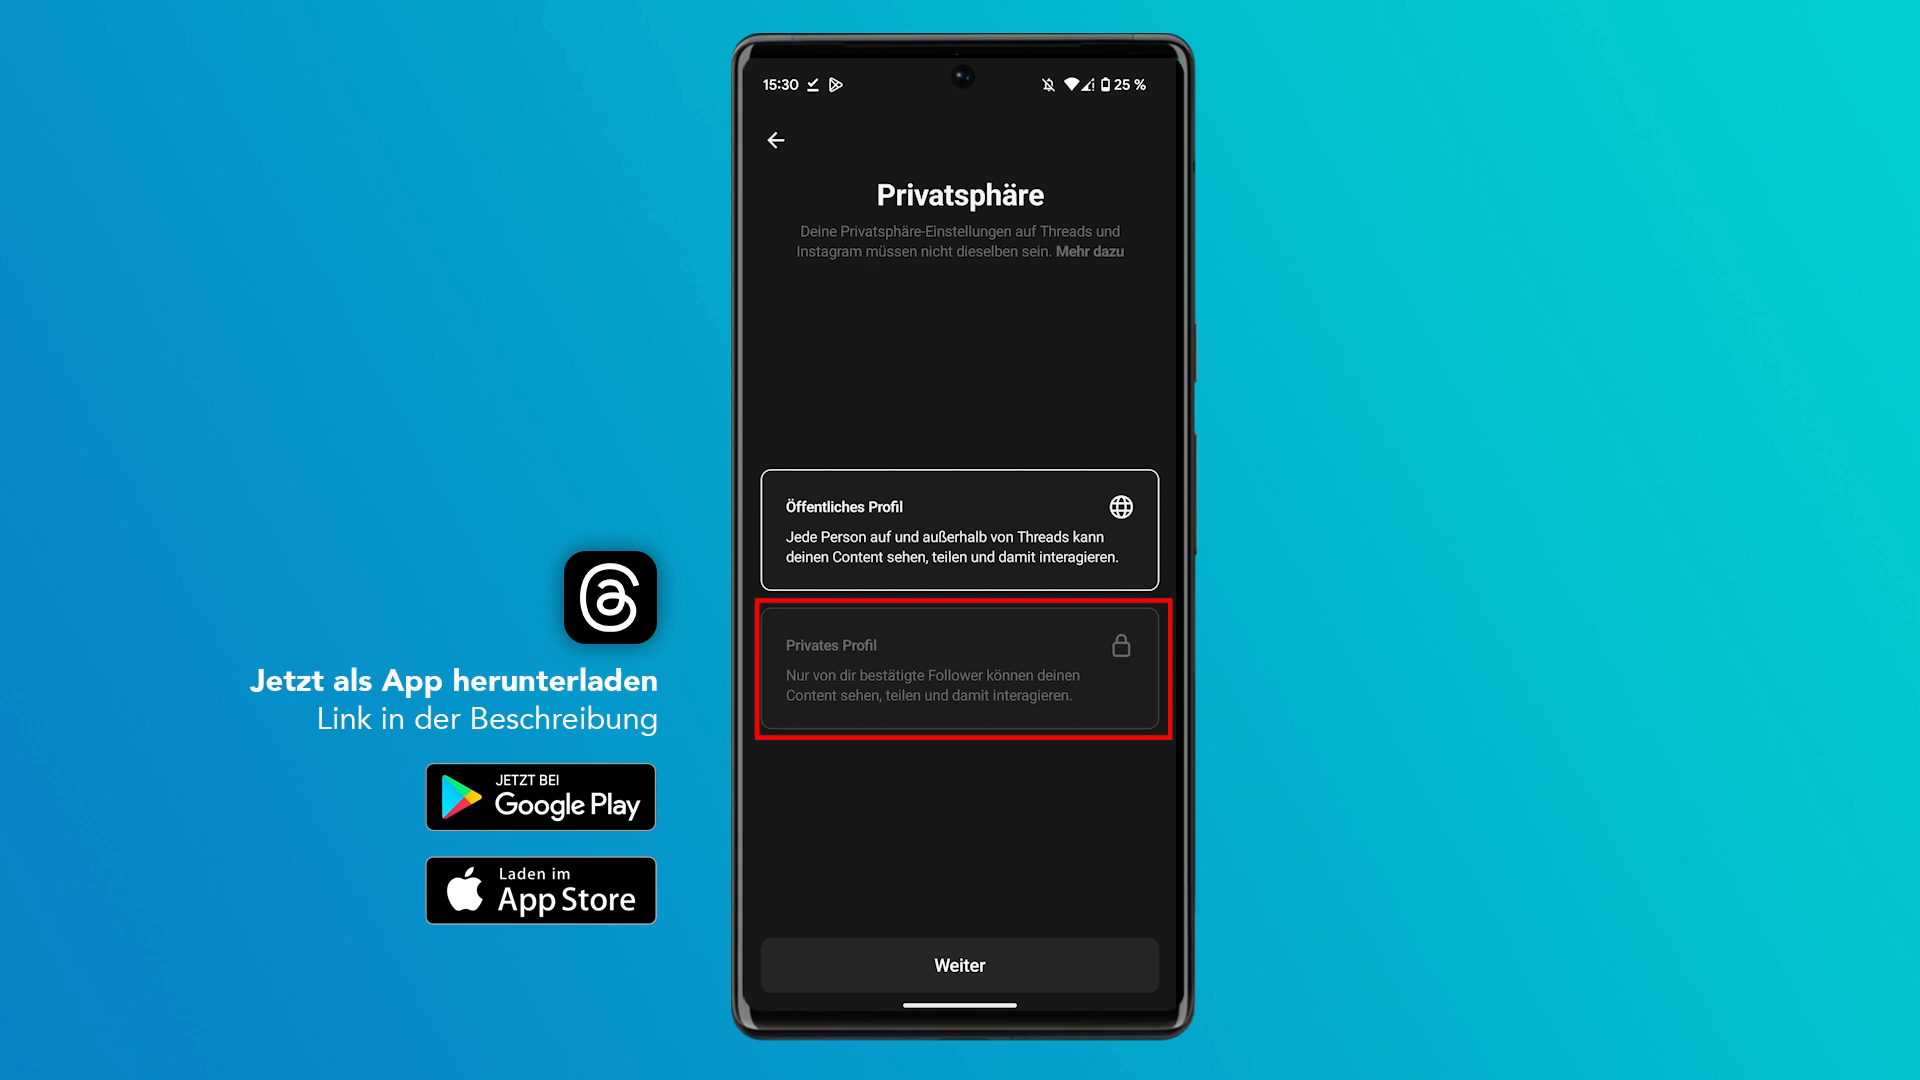 15:30
25 %
Privatsphäre
Deine Privatsphäre-Einstellungen auf Threads und
Instagram müssen nicht dieselben sein. Mehr dazu
Öffentliches Profil
Jede Person auf und außerhalb von Threads kann
deinen Content sehen, teilen und damit interagieren.
Privates Profil
Nur von dir bestätigte Follower können deinen
Content sehen, teilen und damit interagieren.
Weiter
Jetzt als App herunterladen
Link in der Beschreibung
JETZT BEI
Google Play
Laden im
App Store